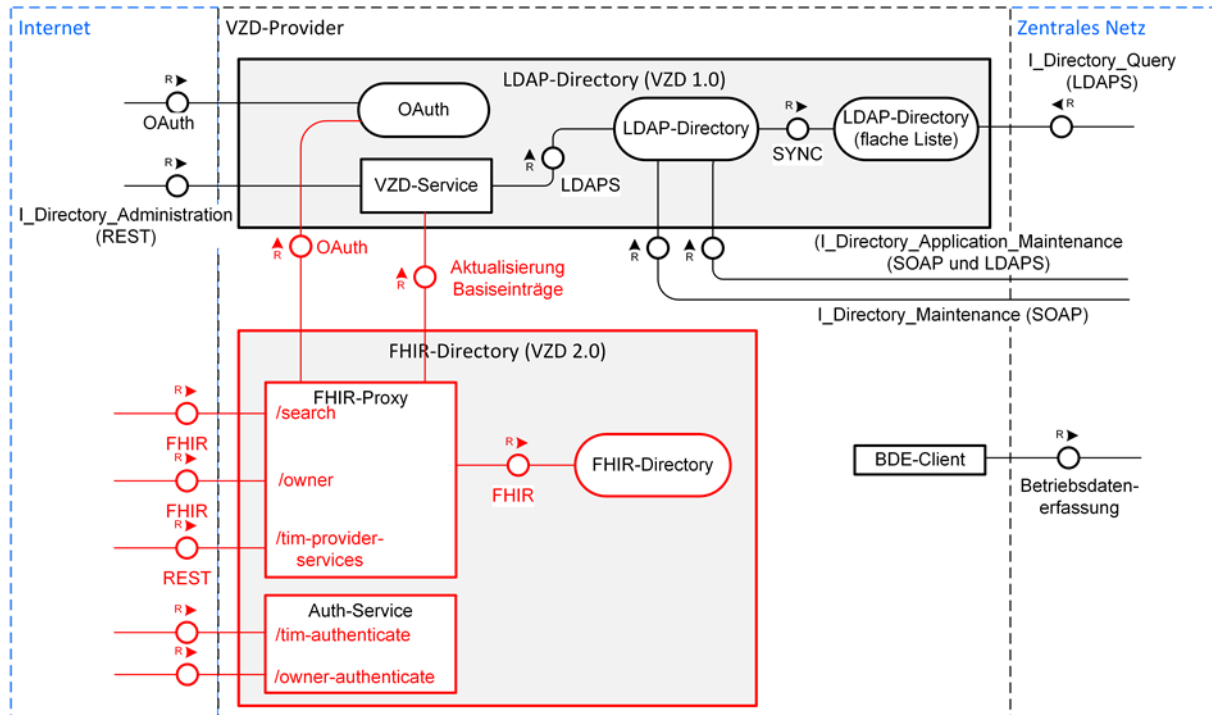 Internet
VZD-Provider
Zentrales Netz
LDAP-Directory (VZD 1.0)
I_Directory_Query
(LDAPS)
R
OAuth
OAuth
LDAP-Directory
R
SYNC
LDAP-Directory
(flache Liste)
R
R
I_Directory_Administration
(REST)
VZD-Service
R
LDAPS
R
OAuth
R
Aktualisierung
Basiseinträge
R
R
(I_Directory_Application_Maintenance
(SOAP und LDAPS)
I_Directory_Maintenance (SOAP)
FHIR-Directory (VZD 2.0)
FHIR-Proxy
R
FHIR
/search
R
FHIR
/owner
R
REST
/tim-provider-
services
R
FHIR
FHIR-Directory
BDE-Client
R
Betriebsdaten-
erfassung
Auth-Service
R
/tim-authenticate
R
/owner-authenticate